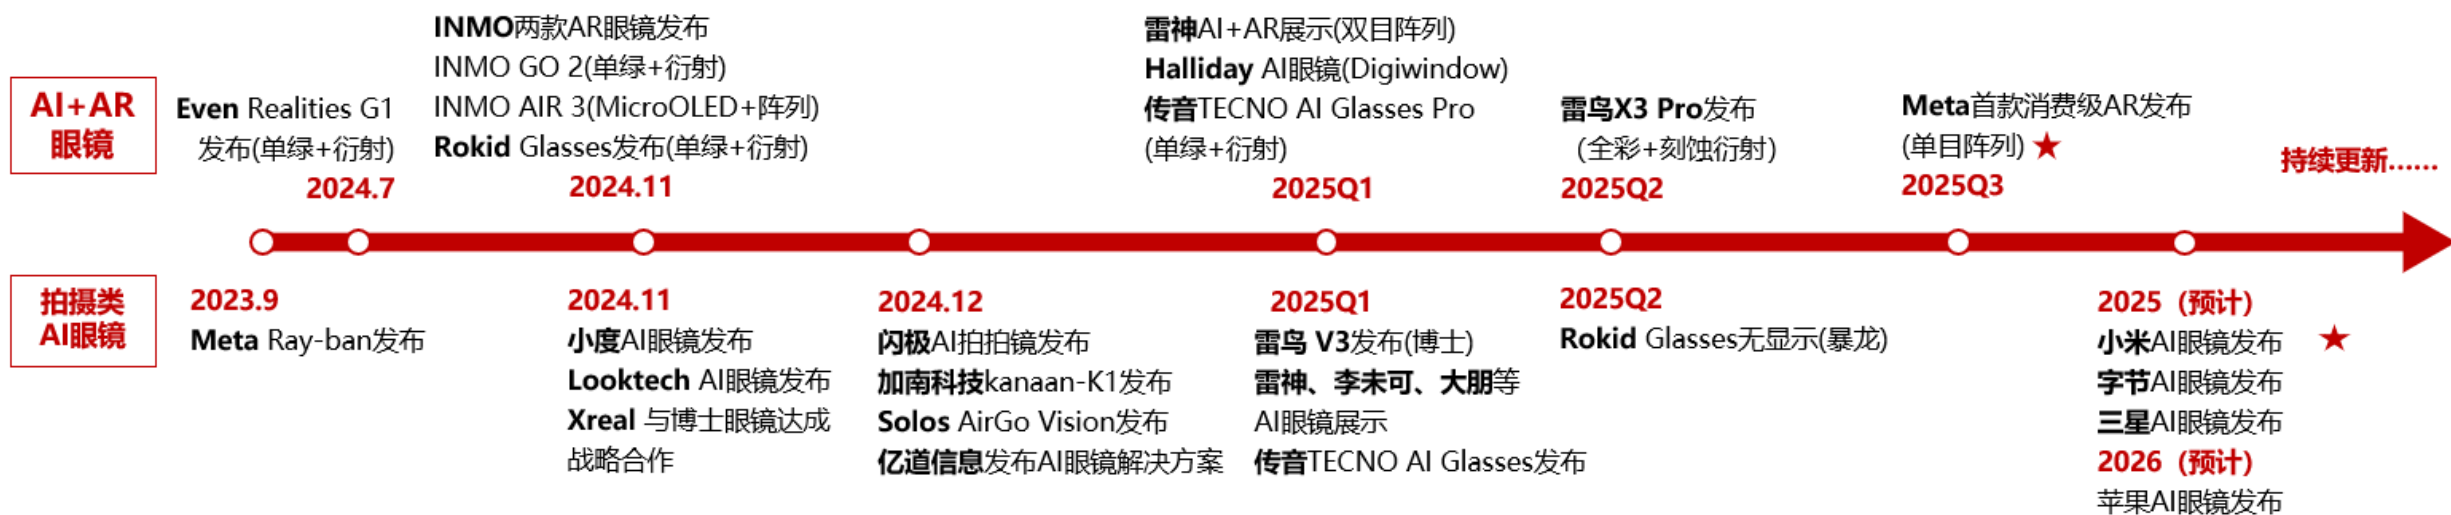 AI+AR
眼镜
Even Realities G1
发布(单绿+衍射)
2024.7
INMO两款AR眼镜发布
INMO GO 2(单绿+衍射)
INMO AIR 3(MicroOLED+阵列)
Rokid Glasses发布(单绿+衍射)
2024.11
雷神AI+AR展示(双目阵列)
Halliday AI眼镜(Digiwindow)
传音TECNO AI Glasses Pro
(单绿+衍射)
2025Q1
雷鸟X3 Pro发布
（全彩+刻蚀衍射）
2025Q2
Meta首款消费级AR发布
(单目阵列)★
2025Q3
持续更新……
拍摄类
AI眼镜
2023.9
Meta Ray-ban发布
2024.11
小度AI眼镜发布
Looktech AI眼镜发布
Xreal 与博士眼镜达成
战略合作
2024.12
闪极AI拍拍镜发布
加南科技kanaan-K1发布
Solos AirGo Vision发布
亿道信息发布AI眼镜解决方案
2025Q1
雷鸟 V3发布(博士)
雷神、李未可、大朋等
AI眼镜展示
传音TECNO AI Glasses发布
2025Q2
Rokid Glasses无显示(暴龙)
2025（预计）
小米AI眼镜发布 ★
字节AI眼镜发布
三星AI眼镜发布
2026（预计）
苹果AI眼镜发布